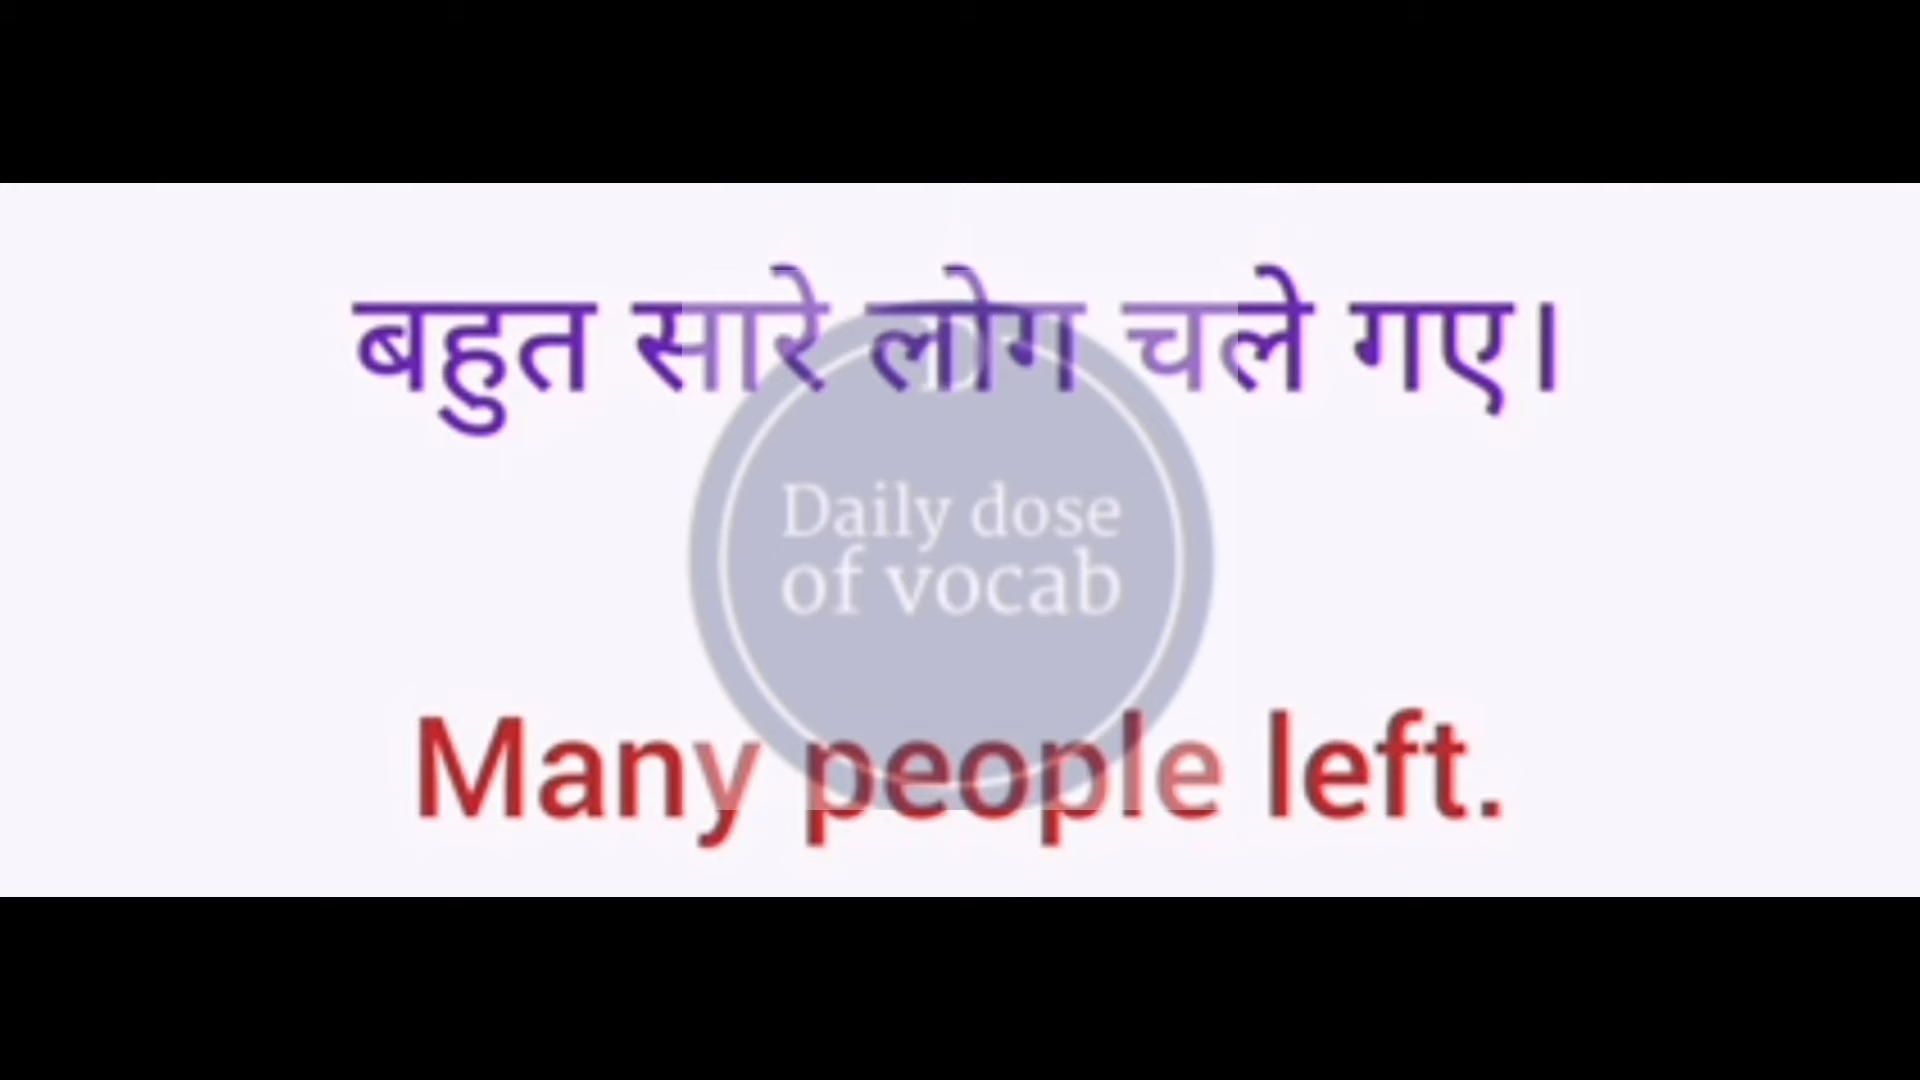 बहुत सारे लोग चले गए।
Daily dose
of vocab
Many people left.